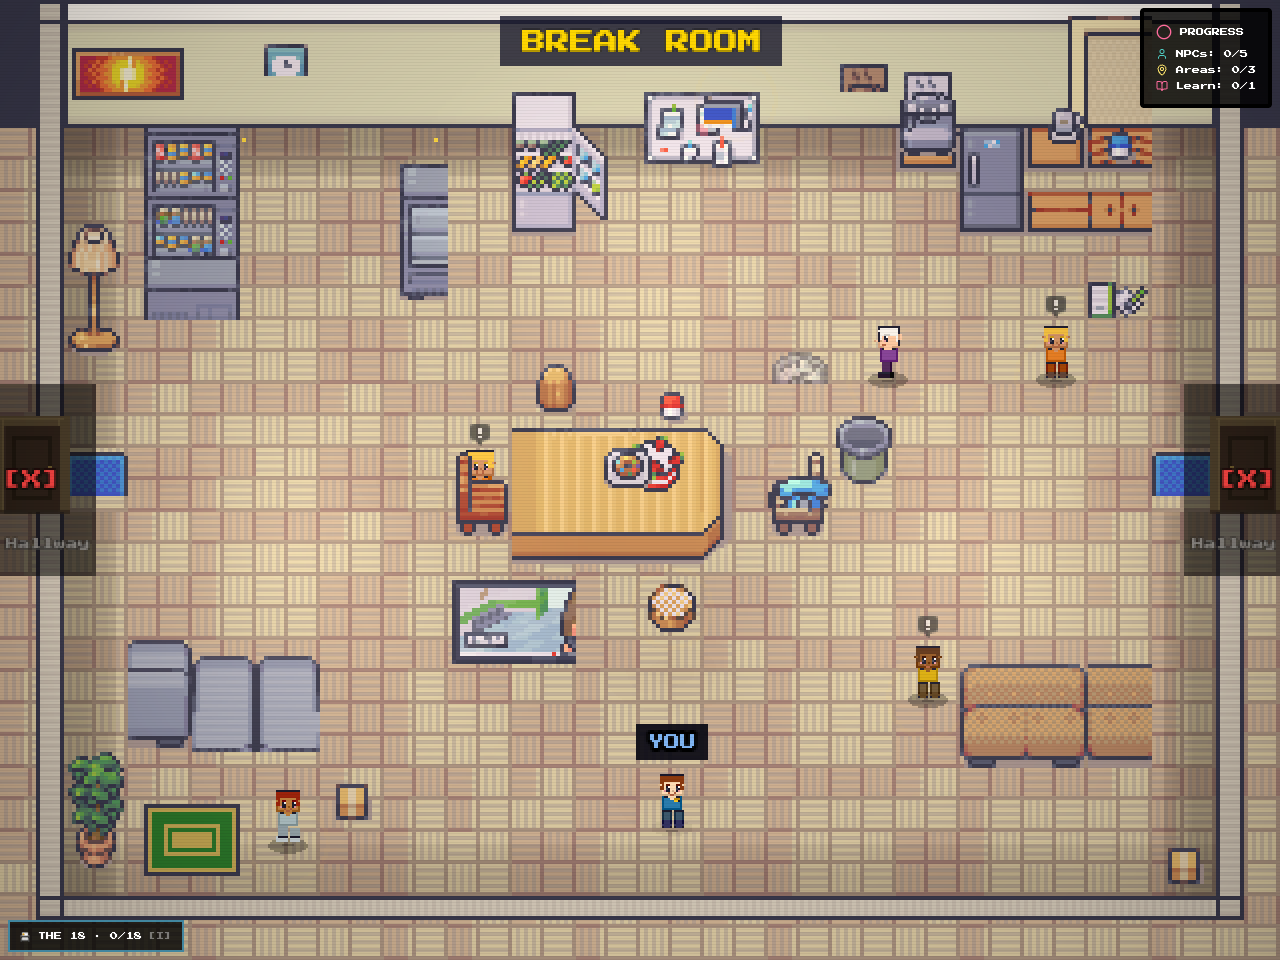 BREAK ROOM
PROGRESS
NPCs: 0/5
Areas: 0/3
Learn: 0/1
!
!
[X]
[X]
Hallway
Hallway
!
YOU
THE 18 · 0/18 [I]